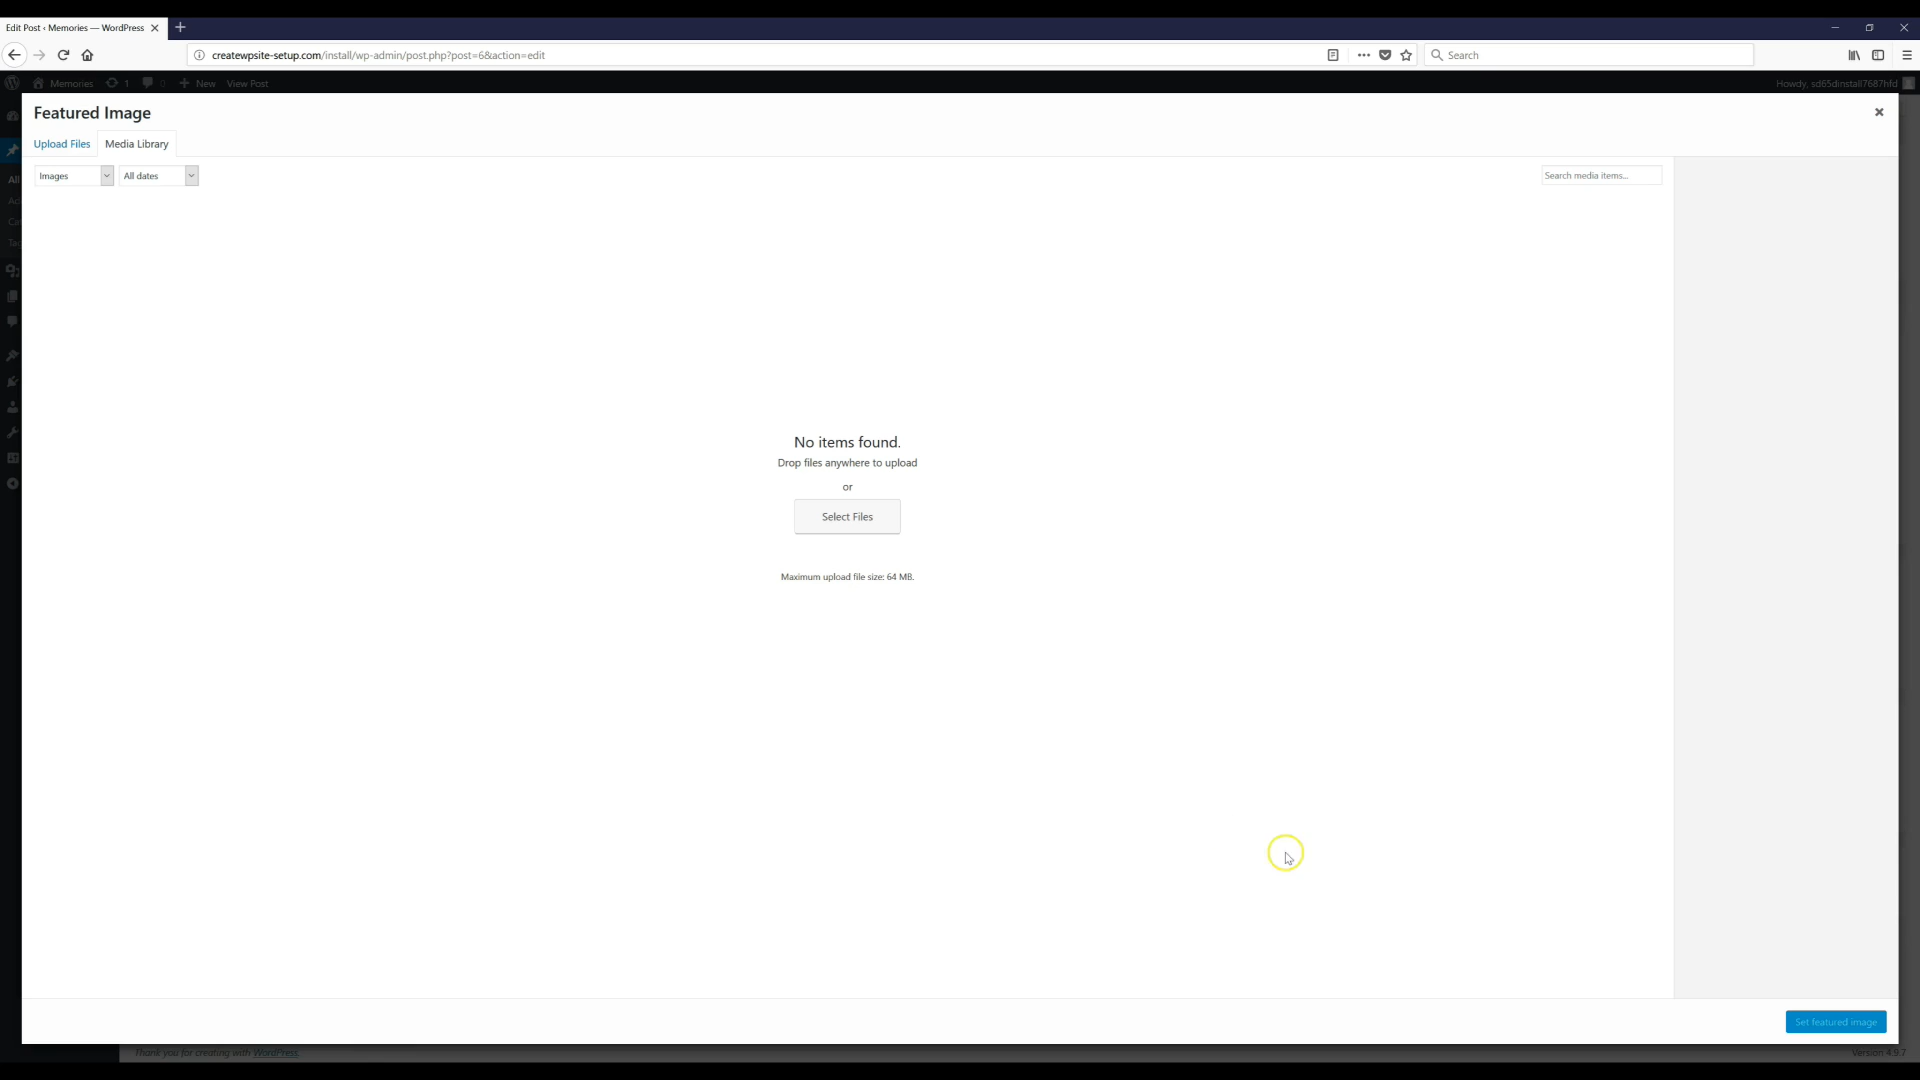 Edit Post ‹ Memories — WordPress
createwpsite-setup.com/install/wp-admin/post.php?post=6&action=edit
Search
Memories 1 0 New View Post
Howdy, sd65dinstall7687hfd
Featured Image
Upload Files Media Library
Images All dates
Search media items...
No items found.
Drop files anywhere to upload
or
Select Files
Maximum upload file size: 64 MB.
Set featured image
Thank you for creating with WordPress.
Version 4.9.7